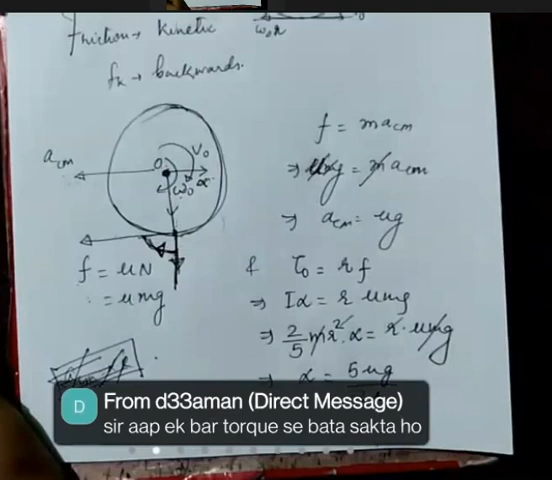 Friction → Kinetic
ω₀r
fk → backwards.
acm
O
V₀
ω₀
α
f = μN
= μmg
f = macm
⇒ μmg = macm
⇒ acm = μg
& τ₀ = rf
⇒ Iα = r μmg
⇒ 2/5 mr². α = r. μmg
⇒ α = 5μg
D
From d33aman (Direct Message)
sir aap ek bar torque se bata sakta ho